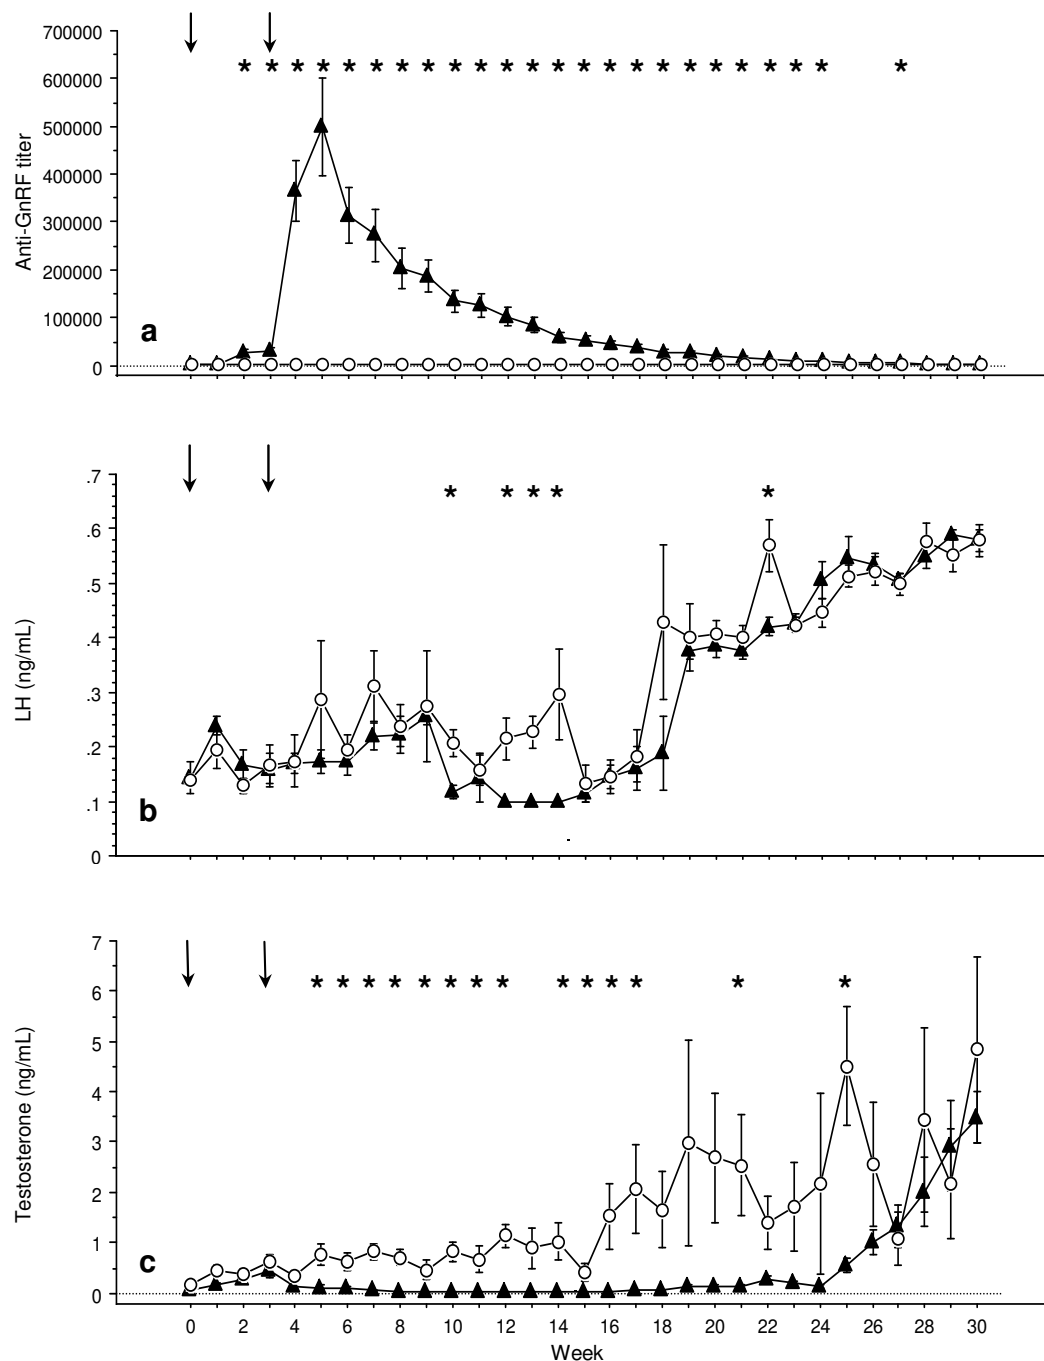 700000
* * * * * * * * * * * * * * * * * * * * * * * *
600000
500000
400000
300000
200000
100000
0
Anti-GnRF titer
a
.7
* * * * *
.6
.5
.4
.3
.2
.1
0
LH (ng/mL)
b
7
* * * * * * * * * * * * * *
6
5
4
3
2
1
0
Testosterone (ng/mL)
c
0 2 4 6 8 10 12 14 16 18 20 22 24 26 28 30
Week